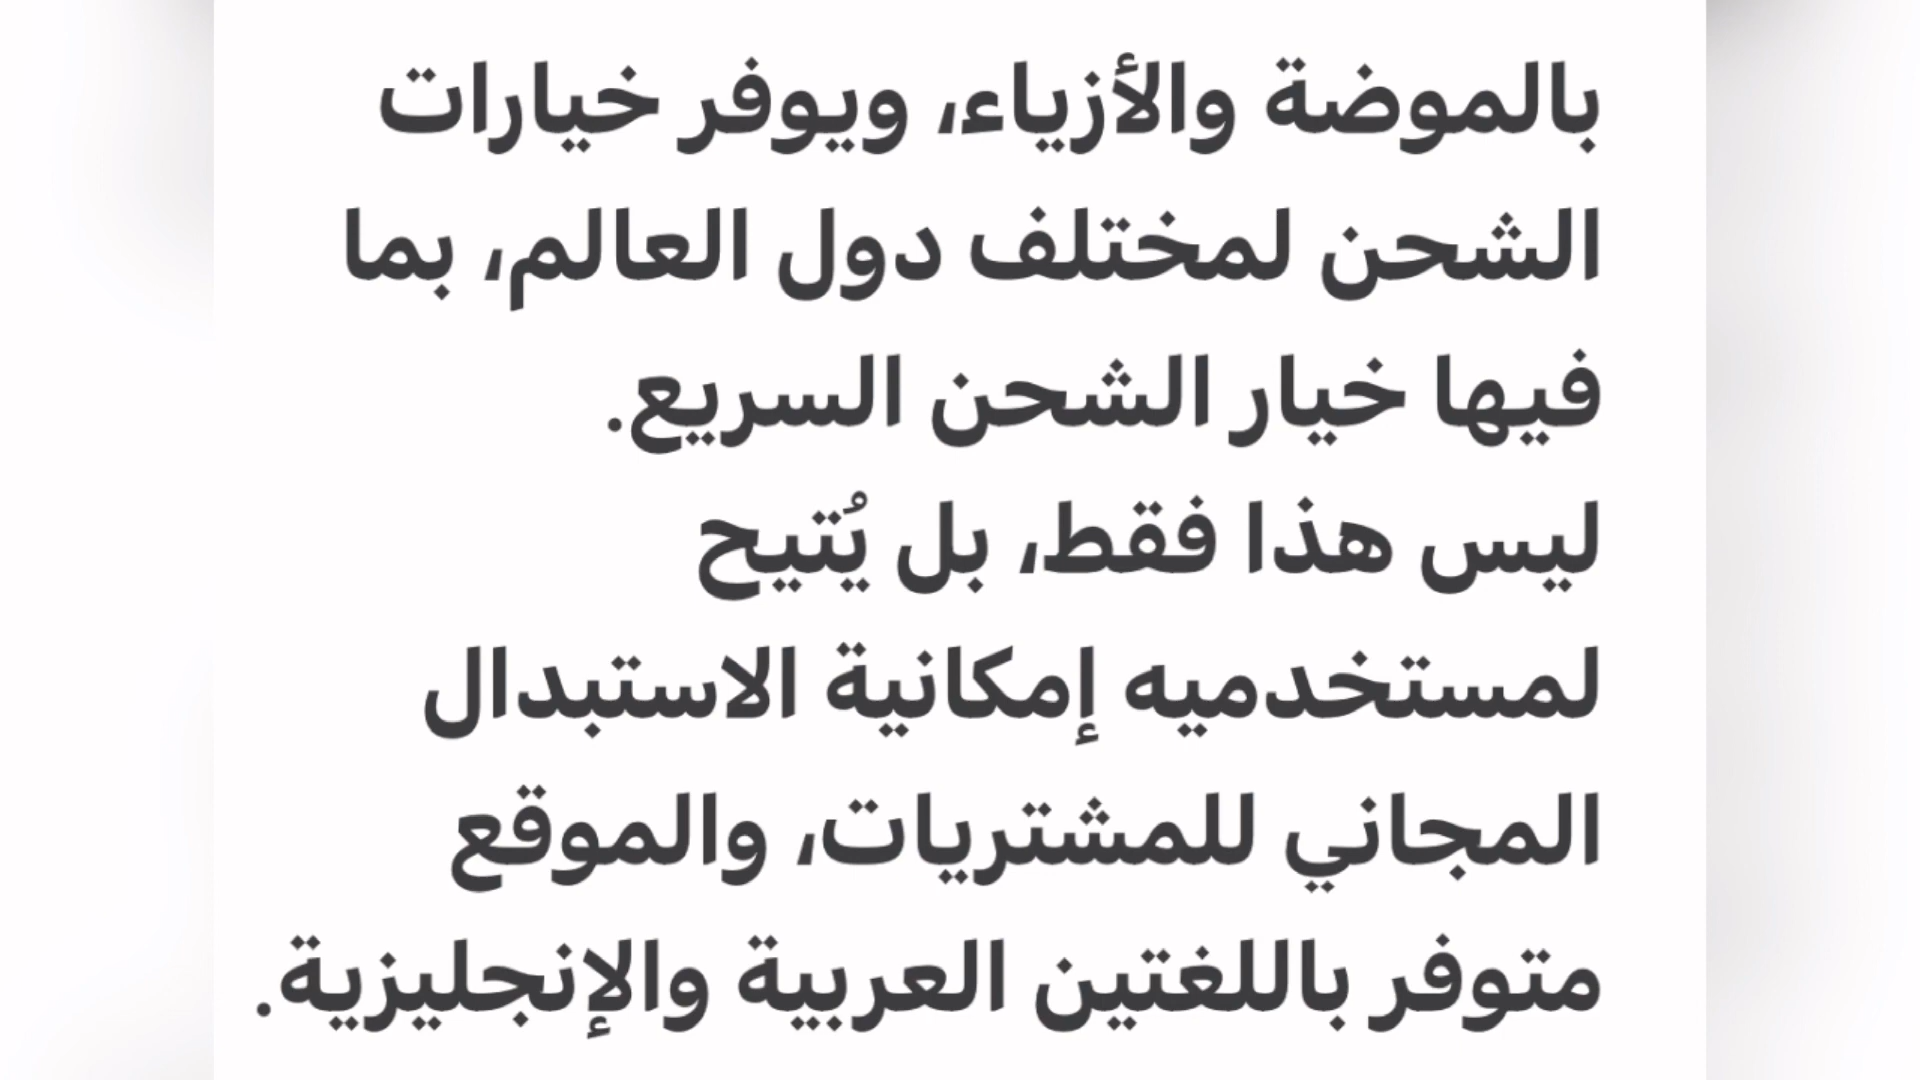 بالموضة والأزياء، ويوفر خيارات
الشحن لمختلف دول العالم، بما
فيها خيار الشحن السريع.
ليس هذا فقط، بل يُتيح
لمستخدميه إمكانية الاستبدال
المجاني للمشتريات، والموقع
متوفر باللغتين العربية والإنجليزية.